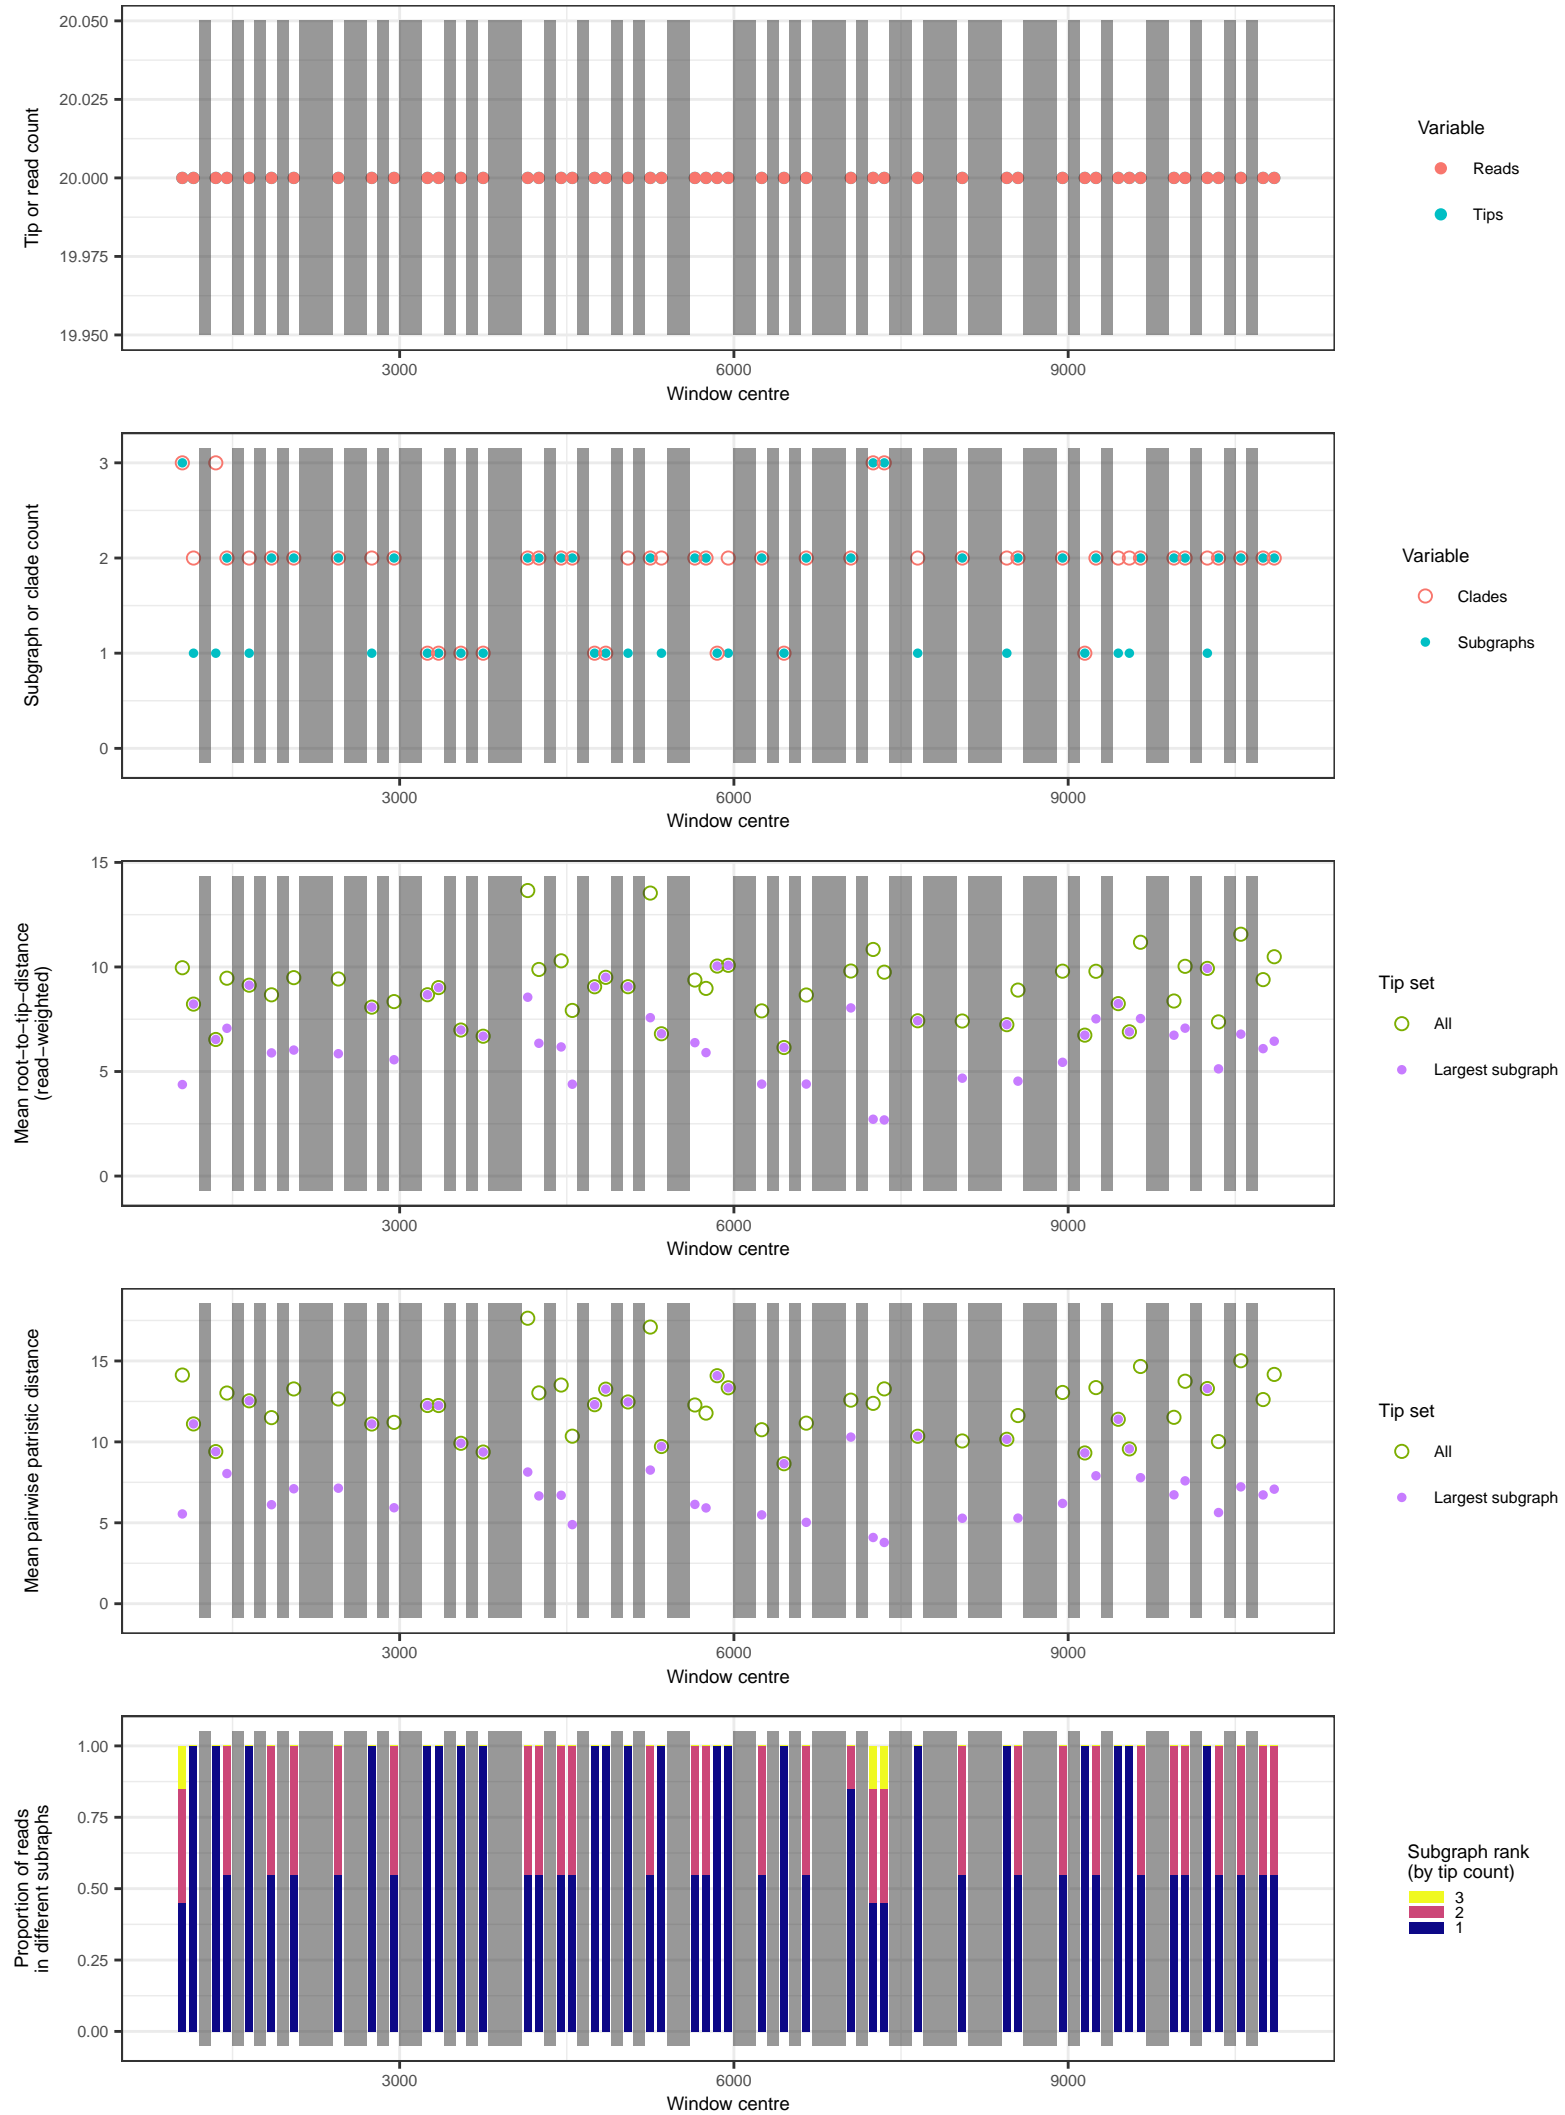 20.050
20.025
20.000
19.975
19.950
Tip or read count
3000
6000
9000
Window centre
Variable
Reads
Tips
3
2
1
0
Subgraph or clade count
3000
6000
9000
Window centre
Variable
Clades
Subgraphs
15
10
5
0
Mean root−to−tip−distance
(read−weighted)
3000
6000
9000
Window centre
Tip set
All
Largest subgraph
15
10
5
0
Mean pairwise patristic distance
3000
6000
9000
Window centre
Tip set
All
Largest subgraph
1.00
0.75
0.50
0.25
0.00
Proportion of reads
in different subraphs
3000
6000
9000
Window centre
Subgraph rank
(by tip count)
3
2
1